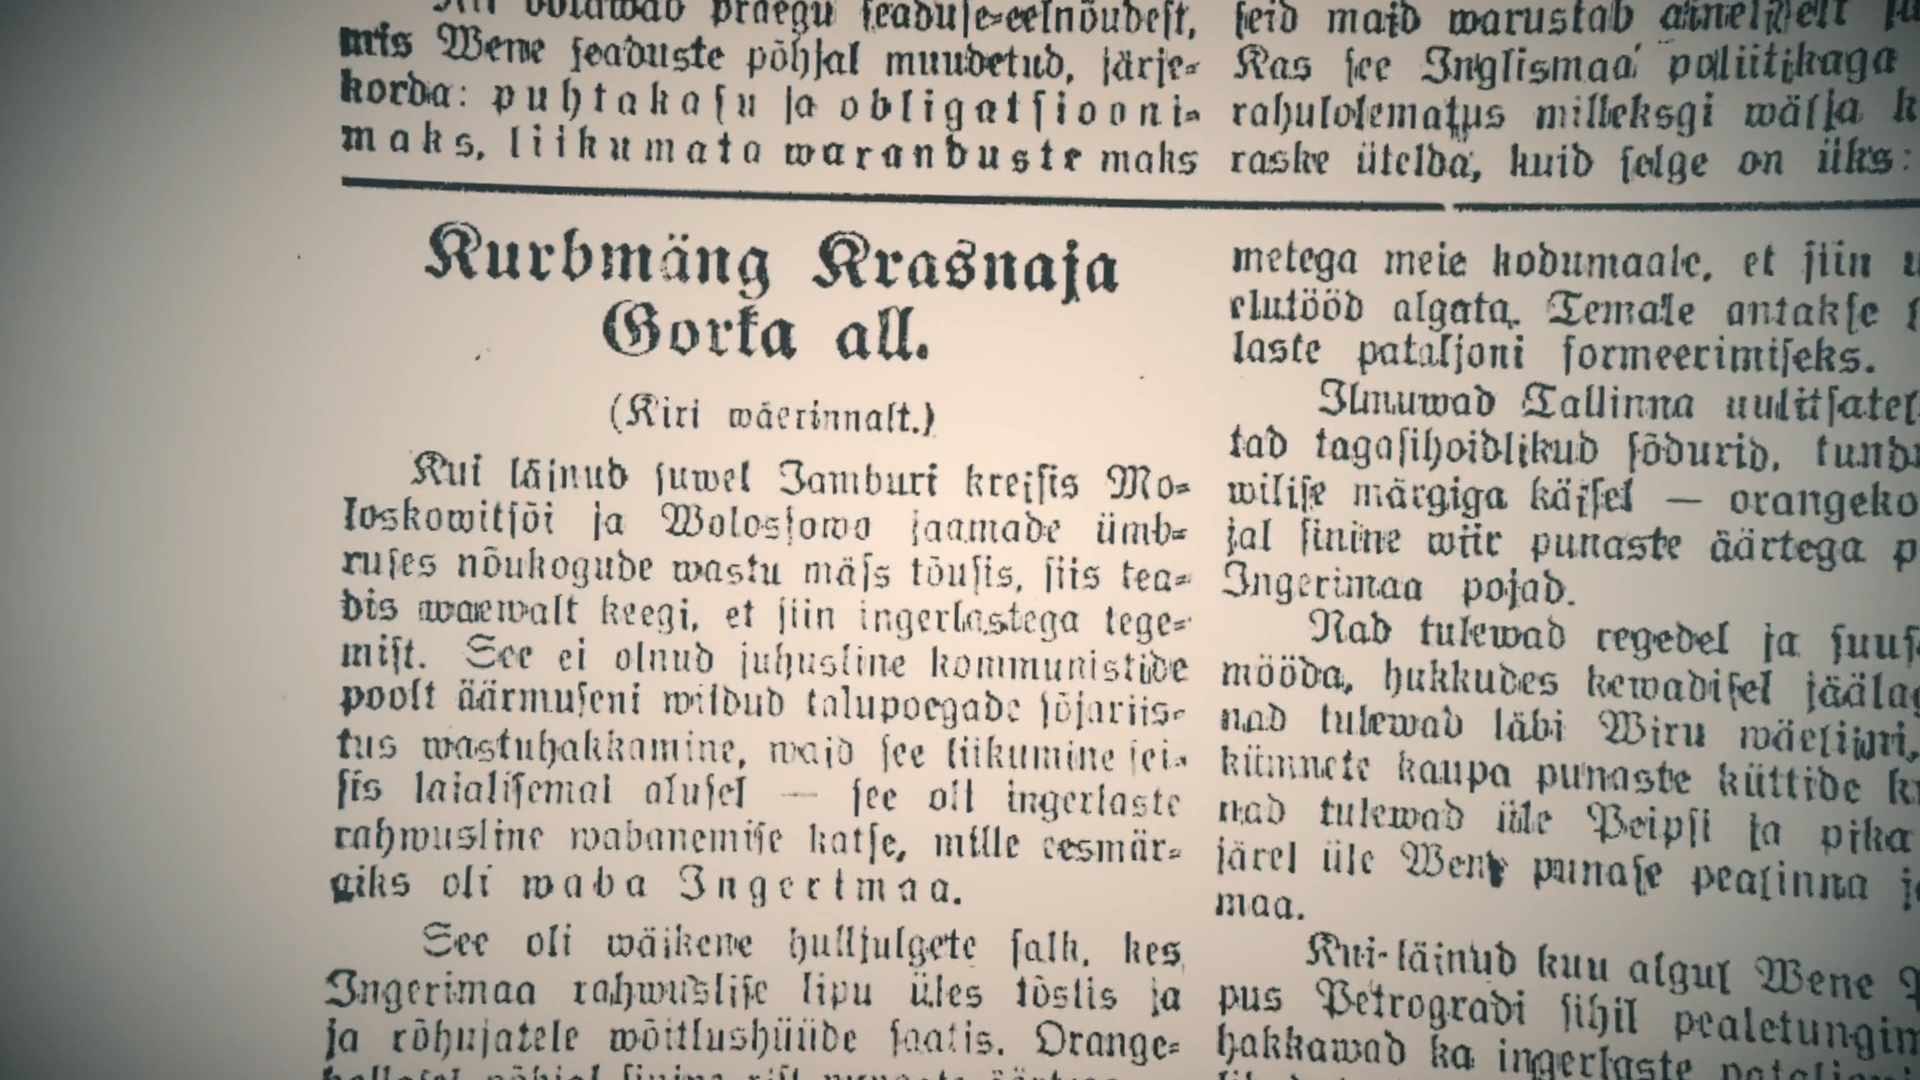 praegu seaduse-eelnõudest,
mis Wene seaduste põhjal muudetud, järje-
korda: puhtakasu ja obligatsiooni-
maks, liikumata waranduste maks
seid maid warustab
Kas see Inglismaa poliitikaga
rahulolematus milleksgi wälja
raske ütelda, kuid selge on üks:
Kurbmäng Krasnaja
Gorka all.
(Kiri wäerinnalt.)
Kui läinud suwel Jamburi kreisis Mo-
loskowitsõi ja Wolossowo jaamade ümb-
ruses nõukogude wastu mäss tõusis, siis tea-
dis waewalt keegi, et siin ingerlastega tege-
mist. See ei olnud juhusline kommunistide
poolt äärmuseni wiidud talupoegade sõjariis-
tus wastuhakkamine, waid see liikumine sei-
sis laialisemal alusel — see oli ingerlaste
rahwusline wabanemise katse, mille eesmär-
giks oli waba Ingerimaa.
See oli wäikene hulljulgete salk, kes
Ingerimaa rahwuslise lipu üles tõstis ja
ja rõhujatele wõitlushüüde saatis. Orange-
metega meie kodumaale, et siin
elutööd algata. Temale antakse
laste pataljoni formeerimiseks.
Ilmuwad Tallinna
tad tagasihoidlikud sõdurid,
wilise märgiga käisel —
jal sinine wiir punaste äärtega
Ingerimaa pojad.
Nad tulewad regedel ja
mööda, hukkudes kewadisel
nad tulewad läbi Wiru
kümnete kaupa punaste küttide
nad tulewad üle Peipsi ja pika
järel üle Wene punase pealinna
maa.
Kui läinud kuu algul Wene
pus Petrogradi sihil
hakkawad ka ingerlaste